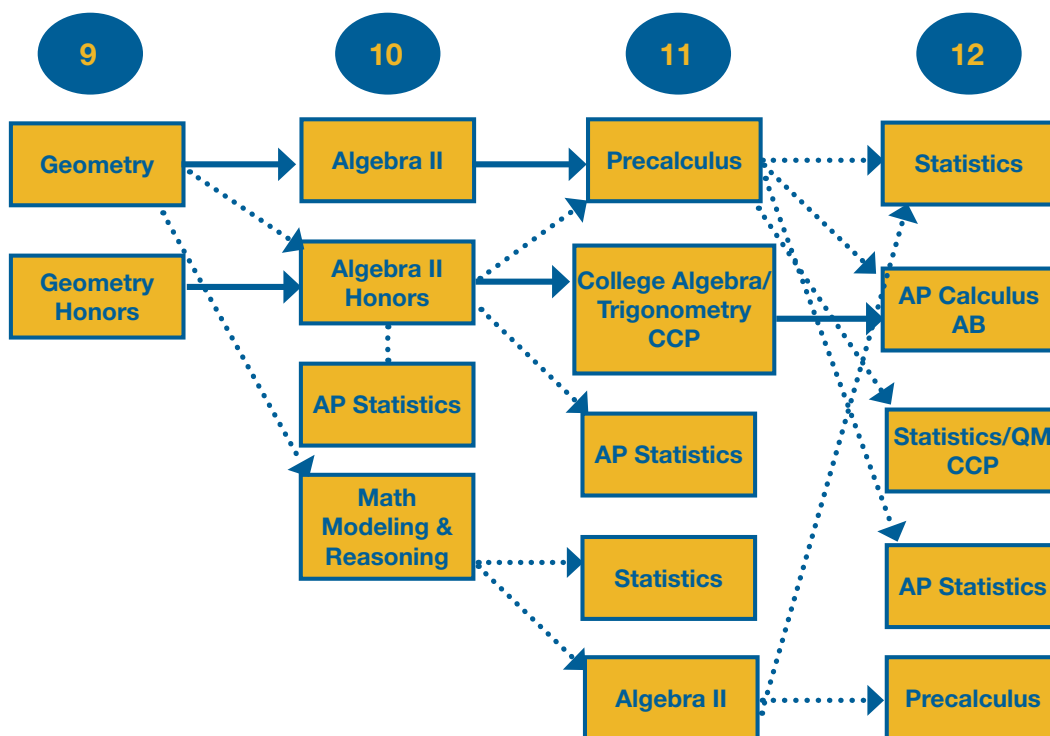 9
10
11
12
Geometry
Algebra II
Precalculus
Statistics
Geometry
Honors
Algebra II
Honors
College Algebra/
Trigonometry
CCP
AP Calculus
AB
AP Statistics
AP Statistics
Statistics/QM
CCP
Math
Modeling &
Reasoning
Statistics
AP Statistics
Algebra II
Precalculus